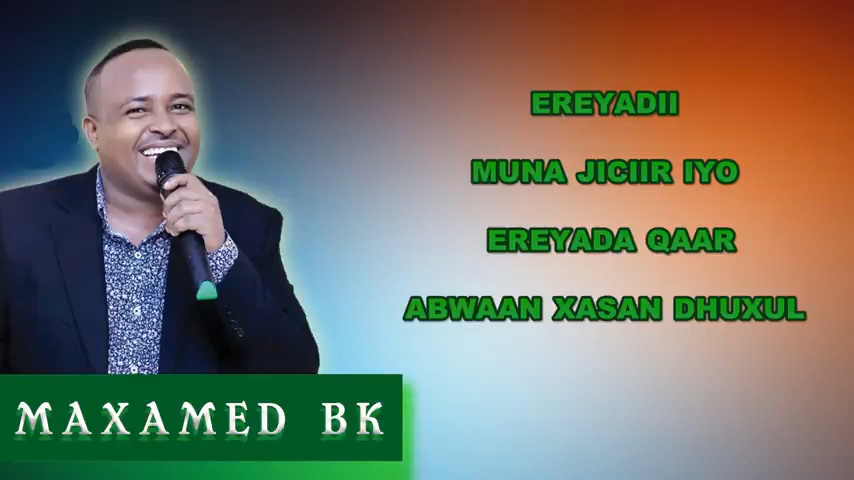 EREYADII
MUNA JICIIR IYO
EREYADA QAAR
ABWAAN XASAN DHUXUL
MAXAMED BK